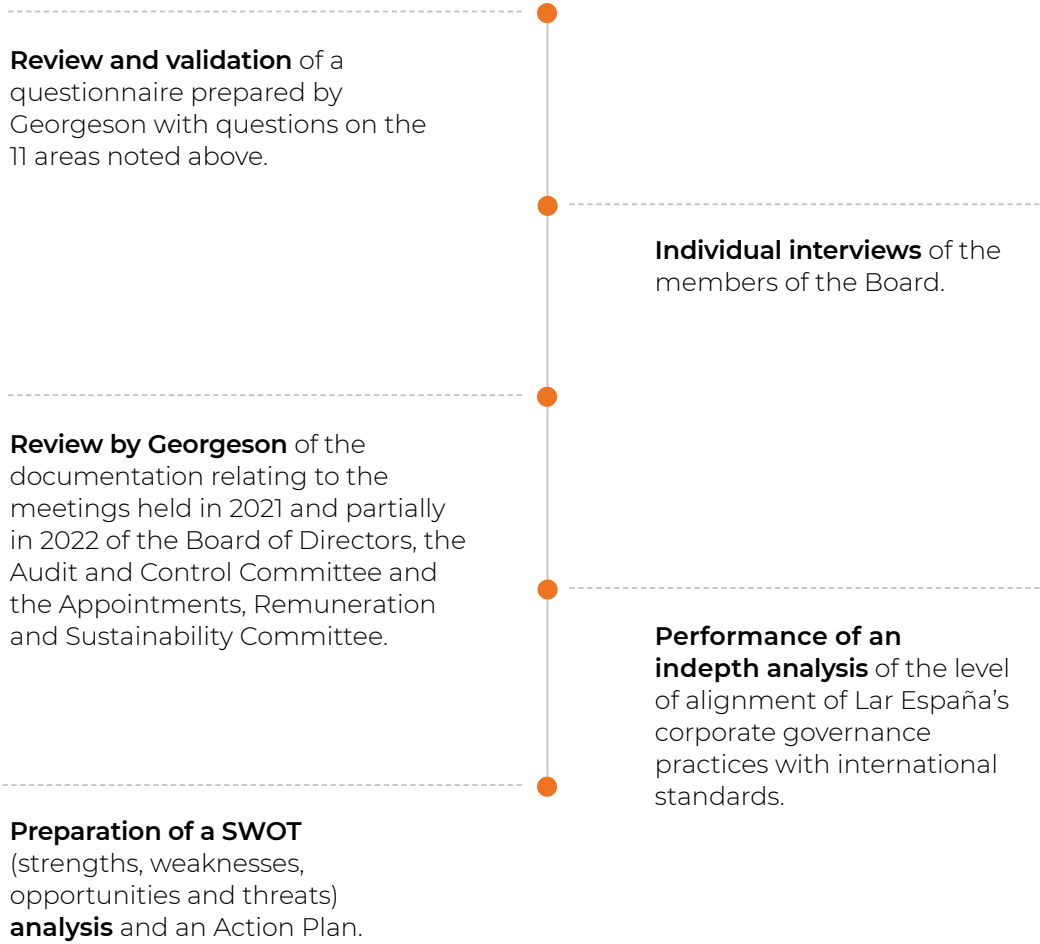 Review and validation of a
questionnaire prepared by
Georgeson with questions on the
11 areas noted above.
Individual interviews of the
members of the Board.
Review by Georgeson of the
documentation relating to the
meetings held in 2021 and partially
in 2022 of the Board of Directors, the
Audit and Control Committee and
the Appointments, Remuneration
and Sustainability Committee.
Performance of an
indepth analysis of the level
of alignment of Lar España’s
corporate governance
practices with international
standards.
Preparation of a SWOT
(strengths, weaknesses,
opportunities and threats)
analysis and an Action Plan.